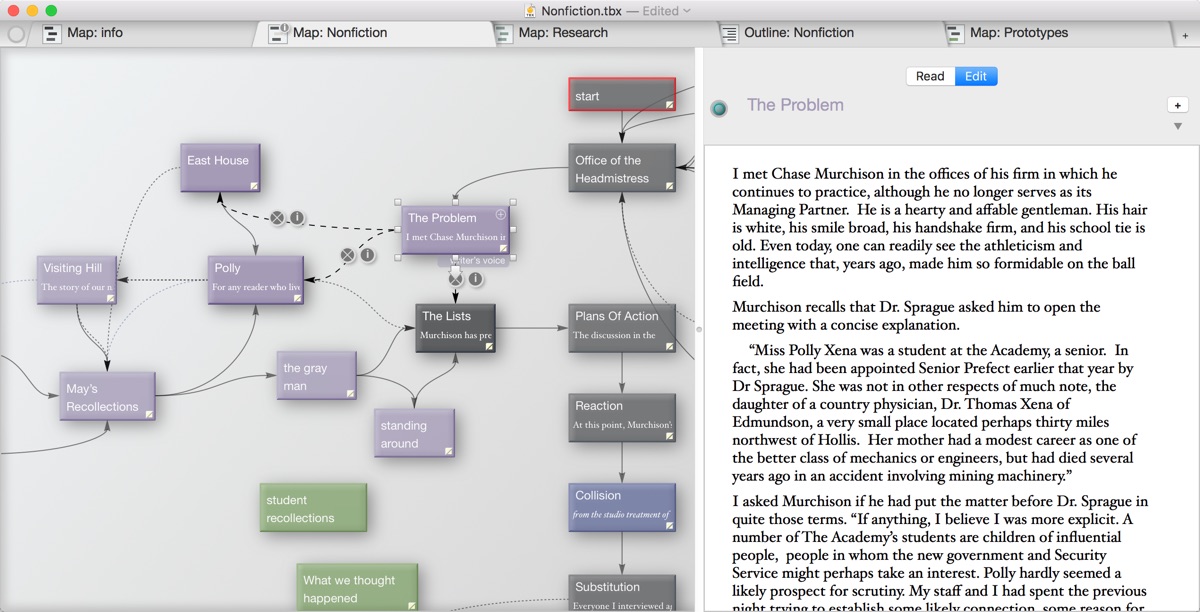 Nonfiction.tbx — Edited
Map: info
Map: Nonfiction
Map: Research
Outline: Nonfiction
Map: Prototypes
+
start
East House
Office of the
Headmistress
The Problem
I met Chase Murchison in
writer's voice
Visiting Hill
The story of our n
Polly
For any reader who live
The Lists
Murchison has pre
Plans Of Action
The discussion in the
the gray
man
May's
Recollections
standing
around
Reaction
At this point, Murchison's
student
recollections
Collision
from the studio treatment of
What we thought
happened
Substitution
Everyone I interviewed a
Read
Edit
The Problem
+
I met Chase Murchison in the offices of his firm in which he
continues to practice, although he no longer serves as its
Managing Partner.  He is a hearty and affable gentleman. His hair
is white, his smile broad, his handshake firm, and his school tie is
old. Even today, one can readily see the athleticism and
intelligence that, years ago, made him so formidable on the ball
field.
Murchison recalls that Dr. Sprague asked him to open the
meeting with a concise explanation.
“Miss Polly Xena was a student at the Academy, a senior.  In
fact, she had been appointed Senior Prefect earlier that year by
Dr Sprague. She was not in other respects of much note, the
daughter of a country physician, Dr. Thomas Xena of
Edmundson, a very small place located perhaps thirty miles
northwest of Hollis.  Her mother had a modest career as one of
the better class of mechanics or engineers, but had died several
years ago in an accident involving mining machinery.”
I asked Murchison if he had put the matter before Dr. Sprague in
quite those terms. “If anything, I believe I was more explicit. A
number of The Academy’s students are children of influential
people,  people in whom the new government and Security
Service might perhaps take an interest. Polly hardly seemed a
likely prospect for scrutiny. My staff and I had spent the previous
night trying to establish some likely connection, some reason for